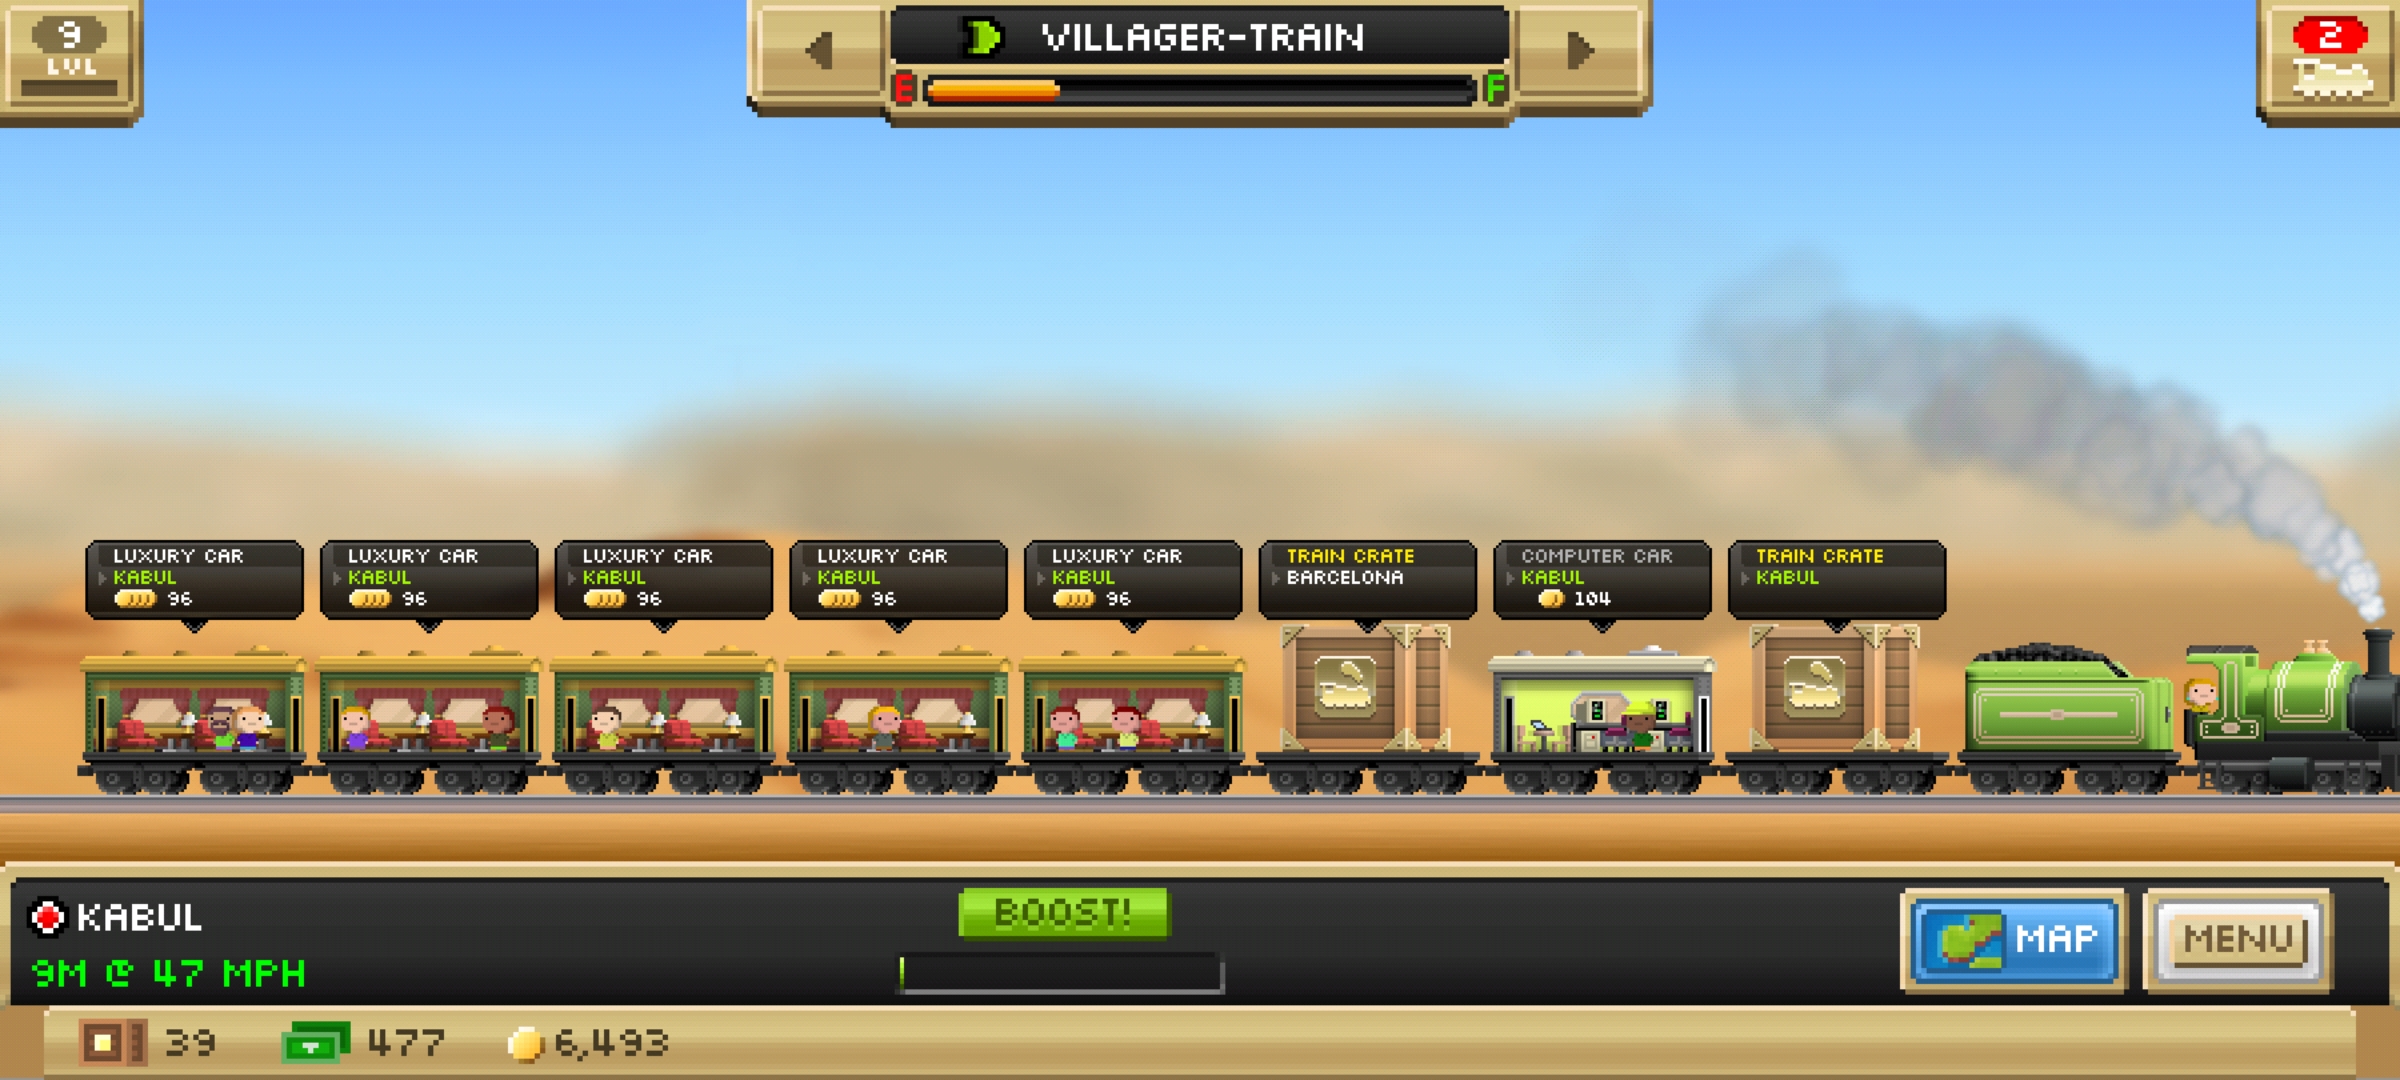 9
LVL
VILLAGER-TRAIN
E F
2
LUXURY CAR
KABUL
96
LUXURY CAR
KABUL
96
LUXURY CAR
KABUL
96
LUXURY CAR
KABUL
96
LUXURY CAR
KABUL
96
TRAIN CRATE
BARCELONA
COMPUTER CAR
KABUL
104
TRAIN CRATE
KABUL
KABUL
9M @ 47 MPH
BOOST!
MAP
MENU
39 477 6,493